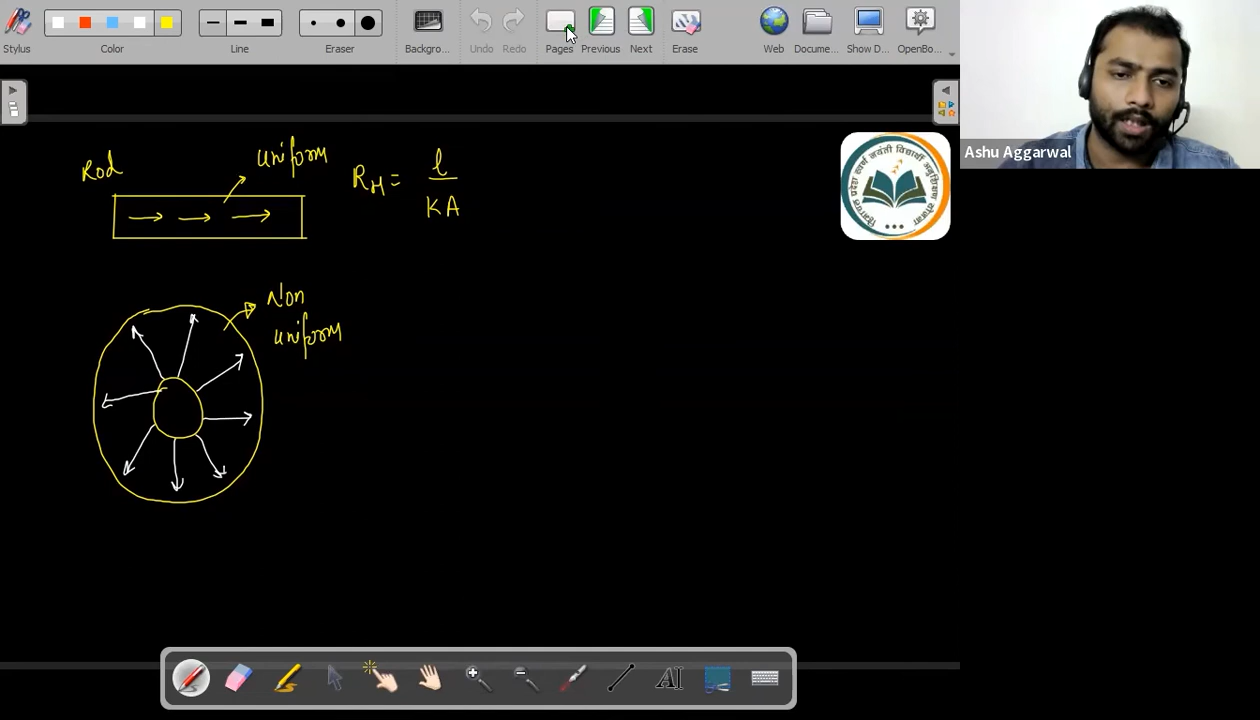 Stylus
Color
Line
Eraser
Backgro...
Undo
Redo
Pages
Previous
Next
Erase
Web
Docume...
Show D...
OpenBo...
Ashu Aggarwal
Rod
uniform
R_H = l / KA
Non
uniform
AI